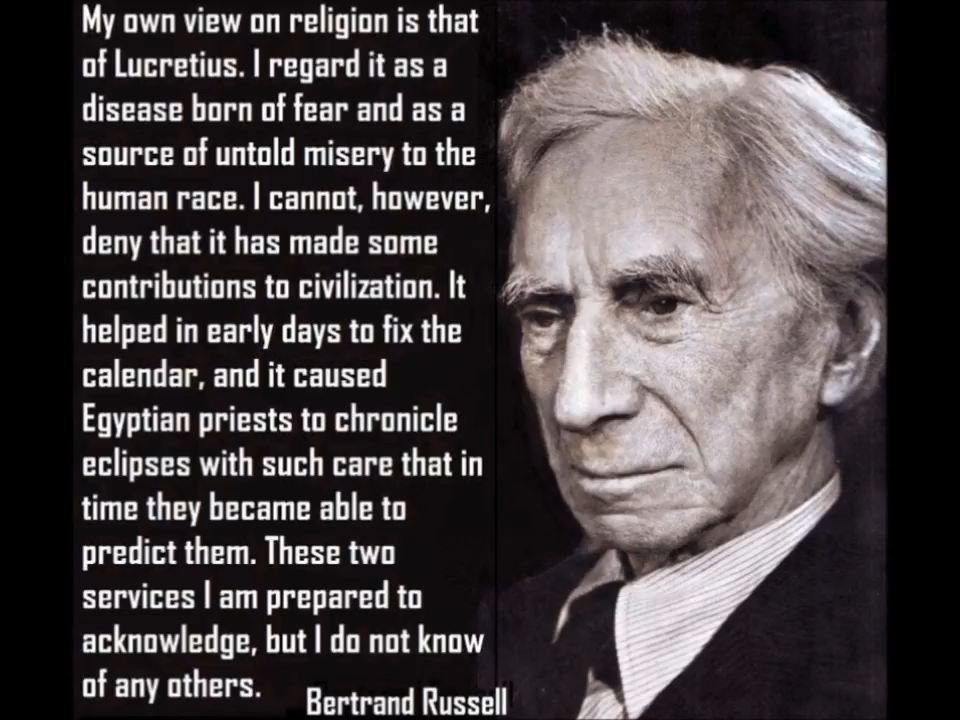 My own view on religion is that
of Lucretius. I regard it as a
disease born of fear and as a
source of untold misery to the
human race. I cannot, however,
deny that it has made some
contributions to civilization. It
helped in early days to fix the
calendar, and it caused
Egyptian priests to chronicle
eclipses with such care that in
time they became able to
predict them. These two
services I am prepared to
acknowledge, but I do not know
of any others.
Bertrand Russell